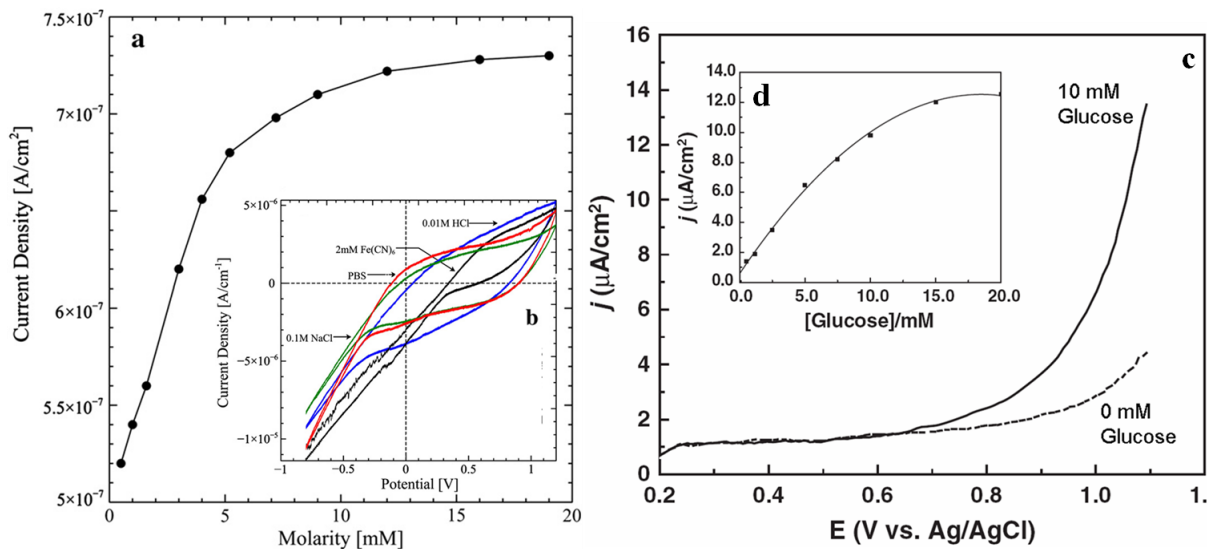 a
7.5×10⁻⁷
7×10⁻⁷
6×10⁻⁷
5.5×10⁻⁷
5×10⁻⁷
Current Density [A/cm²]
0 5 10 15 20
Molarity [mM]
b
5×10⁻⁶
0
−5×10⁻⁶
−1×10⁻⁵
Current Density [A/cm⁻¹]
0.01M HCl
2mM Fe(CN)₆
PBS
0.1M NaCl
−1 −0.5 0 0.5 1
Potential [V]
c
16
14
12
10
8
6
4
2
0
j (μA/cm²)
10 mM
Glucose
0 mM
Glucose
0.2 0.4 0.6 0.8 1.0 1.
E (V vs. Ag/AgCl)
d
14.0
12.0
10.0
8.0
6.0
4.0
2.0
0.0
j (μA/cm²)
0.0 5.0 10.0 15.0 20.0
[Glucose]/mM